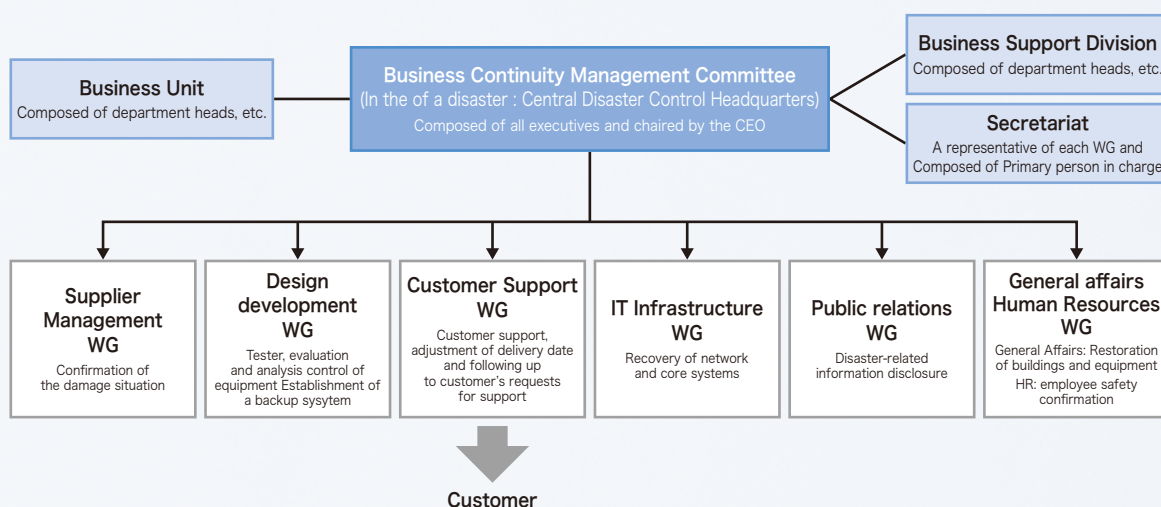 Business Unit
Composed of department heads, etc.
Business Continuity Management Committee
(In the of a disaster : Central Disaster Control Headquarters)
Composed of all executives and chaired by the CEO
Business Support Division
Composed of department heads, etc.
Secretariat
A representative of each WG and
Composed of Primary person in charge
Supplier
Management
WG
Confirmation of
the damage situation
Design
development
WG
Tester, evaluation
and analysis control of
equipment Establishment of
a backup sysytem
Customer Support
WG
Customer support,
adjustment of delivery date
and following up
to customer's requests
for support
IT Infrastructure
WG
Recovery of network
and core systems
Public relations
WG
Disaster-related
information disclosure
General affairs
Human Resources
WG
General Affairs: Restoration
of buildings and equipment
HR: employee safety
confirmation
Customer